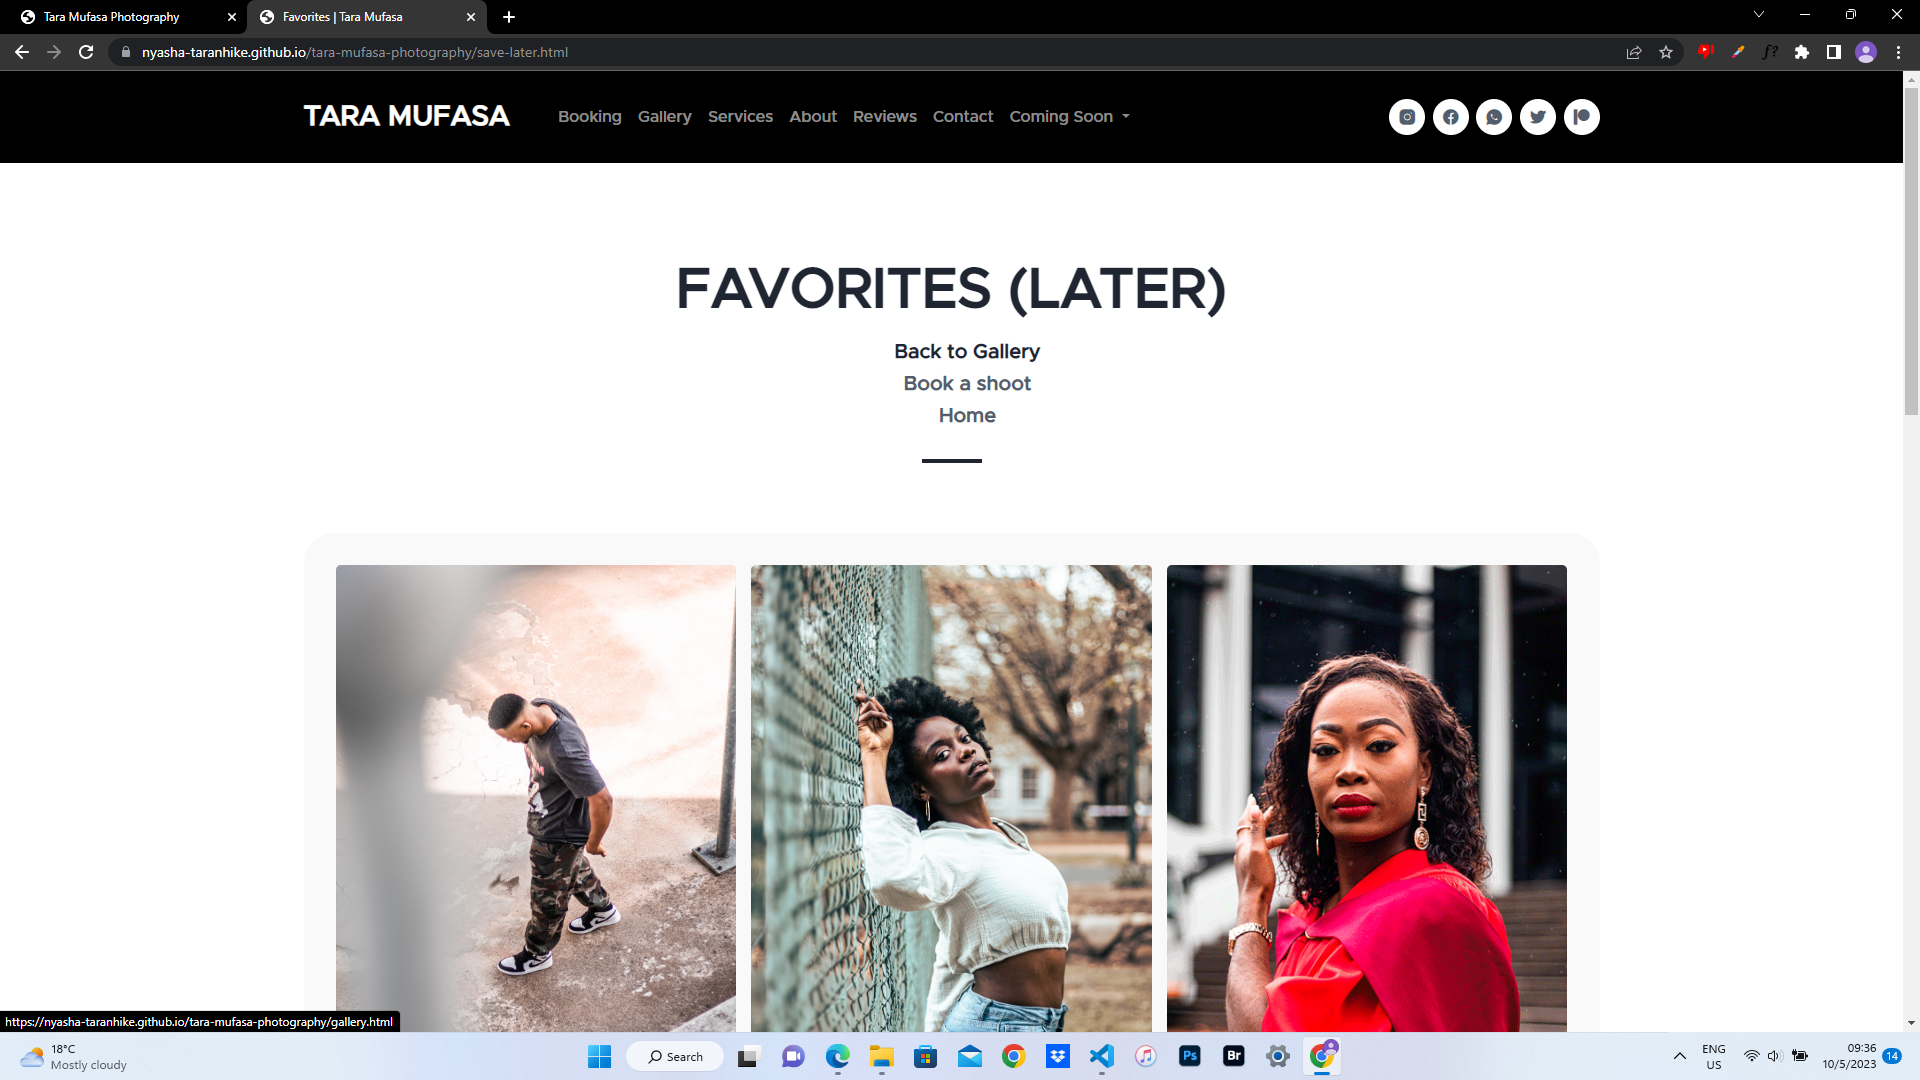 Tara Mufasa Photography
Favorites | Tara Mufasa
nyasha-taranhike.github.io/tara-mufasa-photography/save-later.html
f?
TARA MUFASA
Booking Gallery Services About Reviews Contact Coming Soon
FAVORITES (LATER)
Back to Gallery
Book a shoot
Home
https://nyasha-taranhike.github.io/tara-mufasa-photography/gallery.html
18°C
Mostly cloudy
Search
Ps
Br
ENG
US
09:36
10/5/2023
14